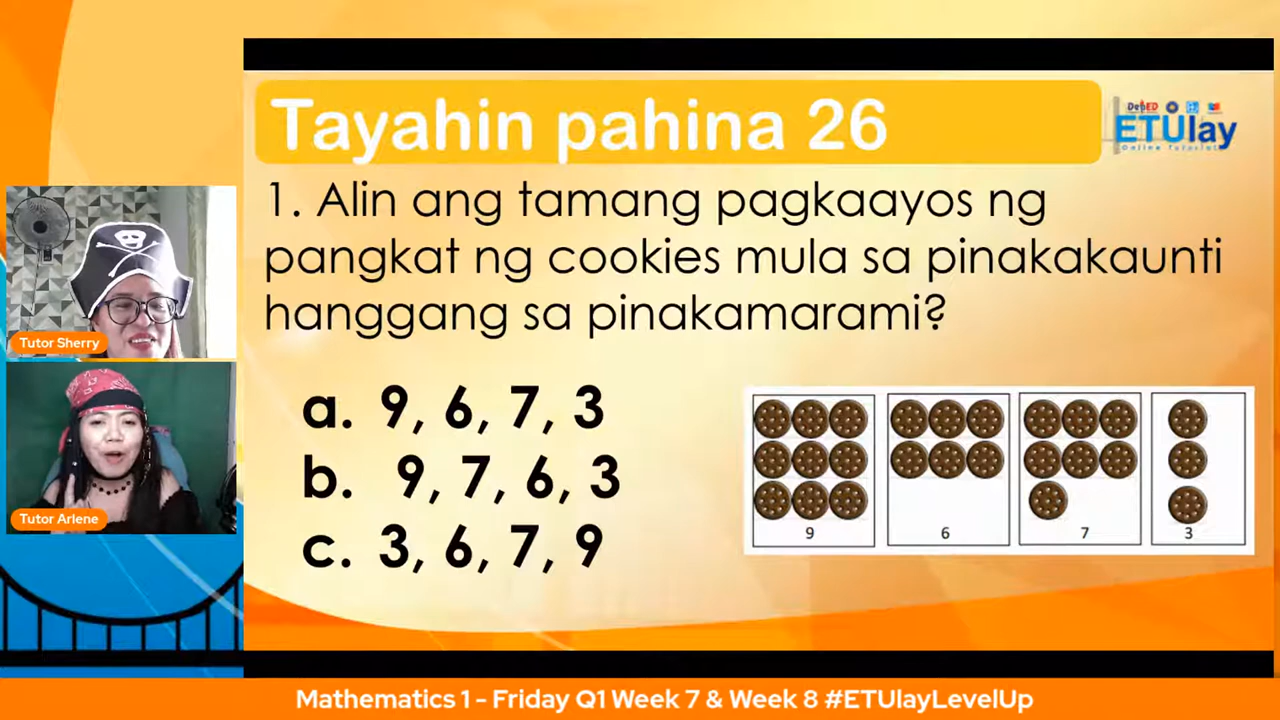 Tayahin pahina 26
DepED
ETUlay
Online Tutorial
1. Alin ang tamang pagkaayos ng
pangkat ng cookies mula sa pinakakaunti
hanggang sa pinakamarami?
a. 9, 6, 7, 3
b. 9, 7, 6, 3
c. 3, 6, 7, 9
9
6
7
3
Tutor Sherry
Tutor Arlene
Mathematics 1 - Friday Q1 Week 7 & Week 8 #ETUlayLevelUp